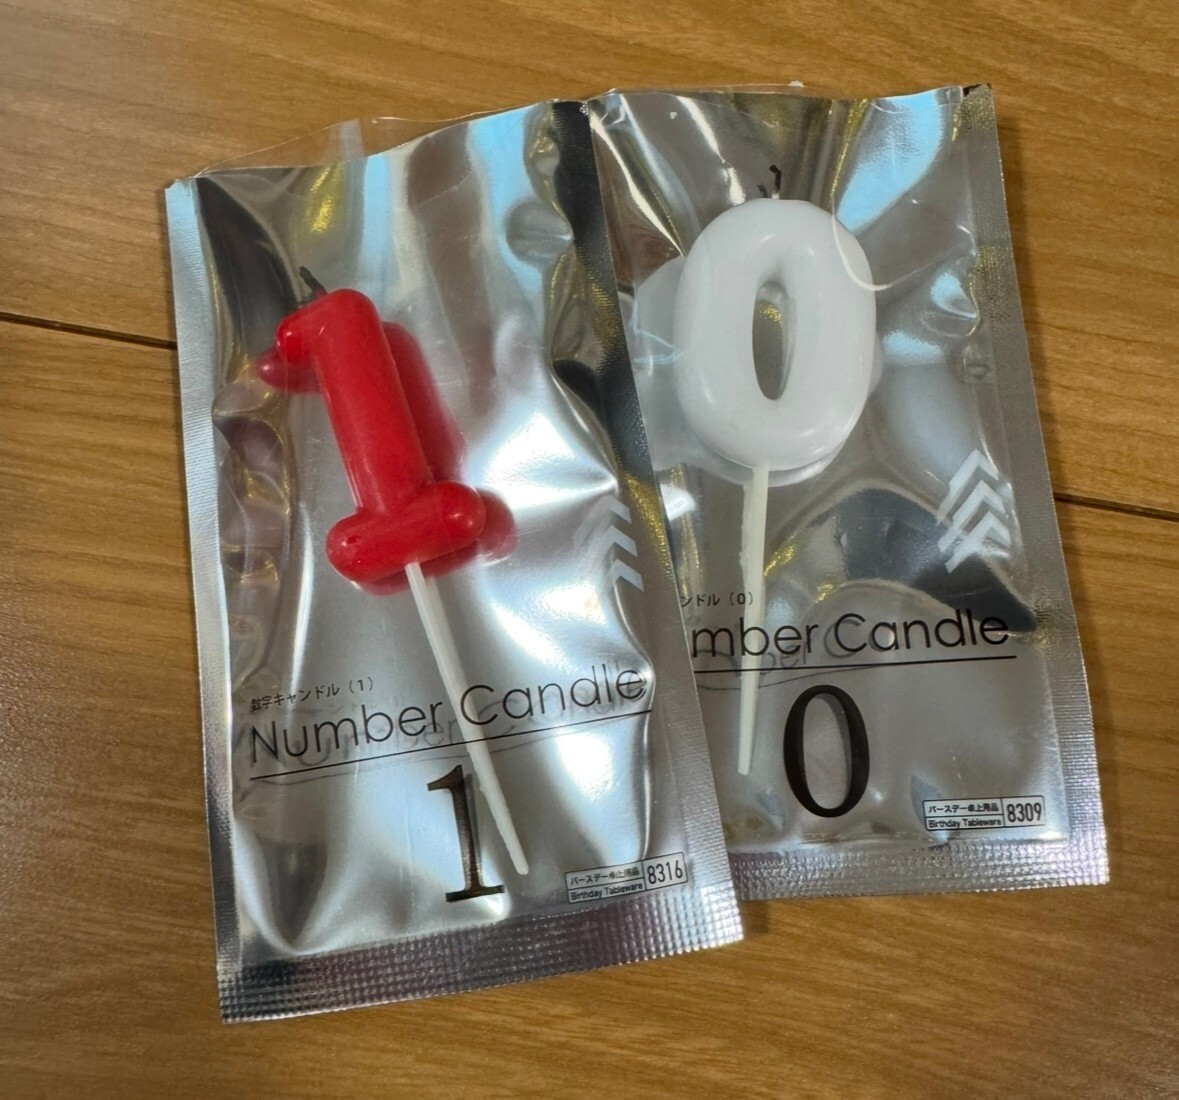 数字キャンドル（1）
Number Candle
1
バースデー卓上用品
Birthday Tableware
8316
ンドル（0）
mber Candle
0
バースデー卓上用品
Birthday Tableware
8309